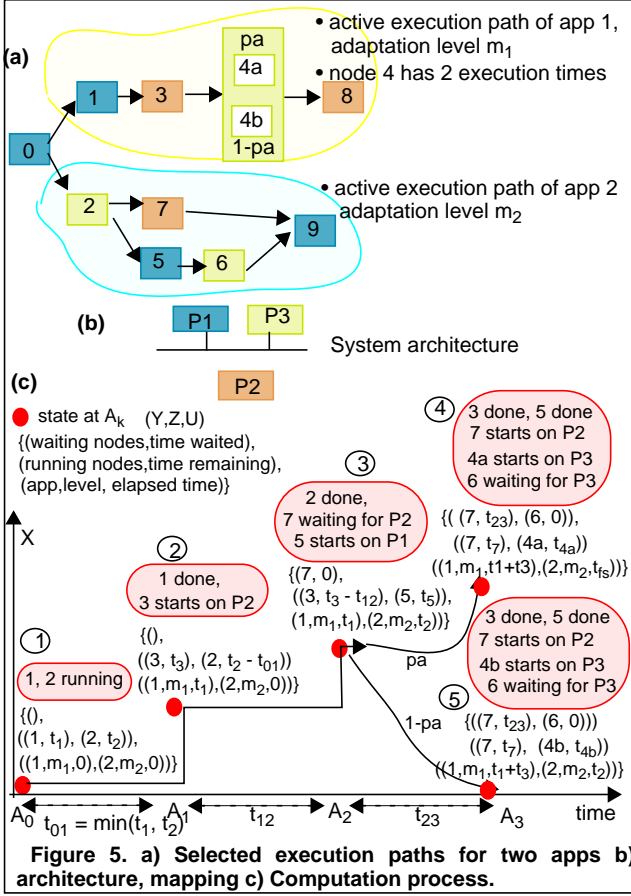 • active execution path of app 1,
adaptation level m1
• node 4 has 2 execution times
(a)
pa
4a
4b
1-pa
1
3
8
0
• active execution path of app 2
adaptation level m2
2
7
9
5
6
(b)
P1
P3
System architecture
P2
(c)
state at Ak (Y,Z,U)
{(waiting nodes,time waited),
(running nodes,time remaining),
(app,level, elapsed time)}
X
1
1, 2 running
{(),
((1, t1), (2, t2)),
((1,m1,0),(2,m2,0))}
2
1 done,
3 starts on P2
{(),
((3, t3), (2, t2 - t01))
((1,m1,t1),(2,m2,0))}
3
2 done,
7 waiting for P2
5 starts on P1
{(7, 0),
((3, t3 - t12), (5, t5)),
(1,m1,t1),(2,m2,t2))}
4
3 done, 5 done
7 starts on P2
4a starts on P3
6 waiting for P3
{( (7, t23), (6, 0)),
((7, t7), (4a, t4a))
((1,m1,t1+t3),(2,m2,tfs))}
pa
1-pa
3 done, 5 done
7 starts on P2
4b starts on P3
6 waiting for P3
5
{((7, t23), (6, 0)))
((7, t7), (4b, t4b))
((1,m1,t1+t3),(2,m2,t2))}
A0
A1
A2
A3
time
t01 = min(t1, t2)
t12
t23
Figure 5. a) Selected execution paths for two apps b)
architecture, mapping c) Computation process.